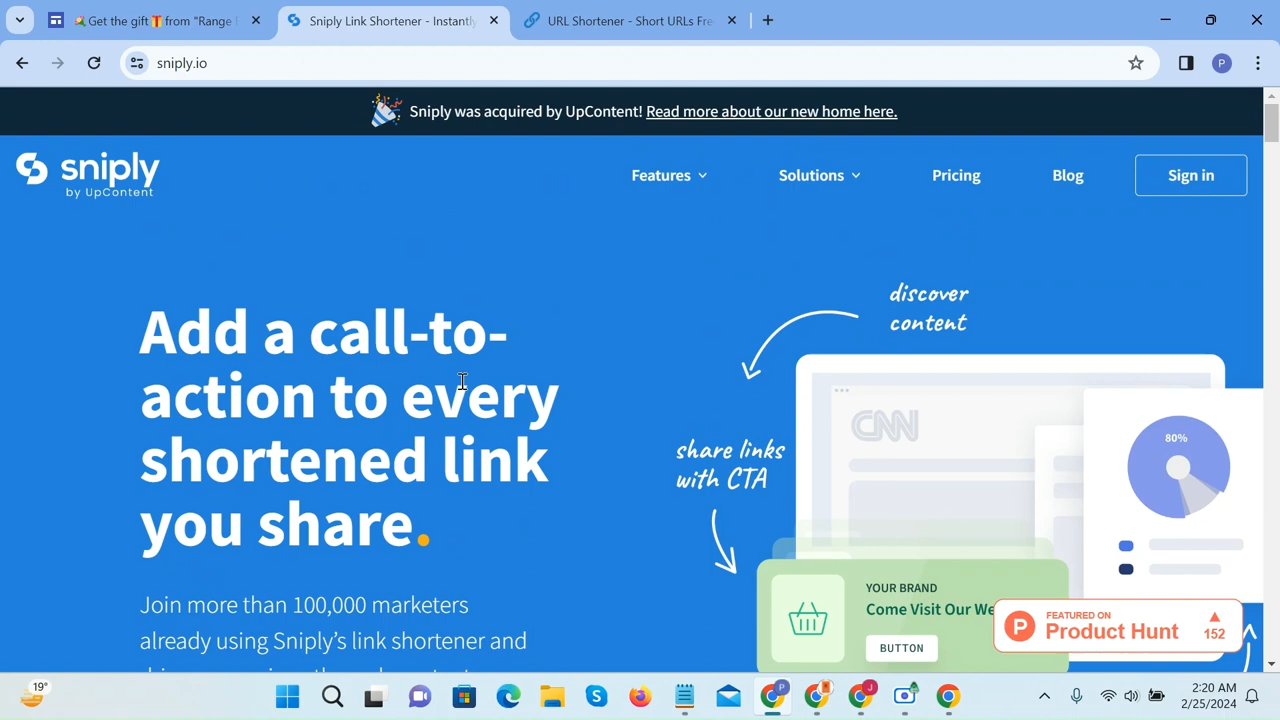 Get the gift from "Range
Sniply Link Shortener - Instantly
URL Shortener - Short URLs Fre
sniply.io
P
Sniply was acquired by UpContent! Read more about our new home here.
sniply
by UpContent
Features
Solutions
Pricing
Blog
Sign in
Add a call-to-
action to every
shortened link
you share.
Join more than 100,000 marketers
already using Sniply's link shortener and
discover
content
share links
with CTA
CNN
80%
YOUR BRAND
Come Visit Our We
BUTTON
P
FEATURED ON
Product Hunt
152
19°
P
J
2:20 AM
2/25/2024